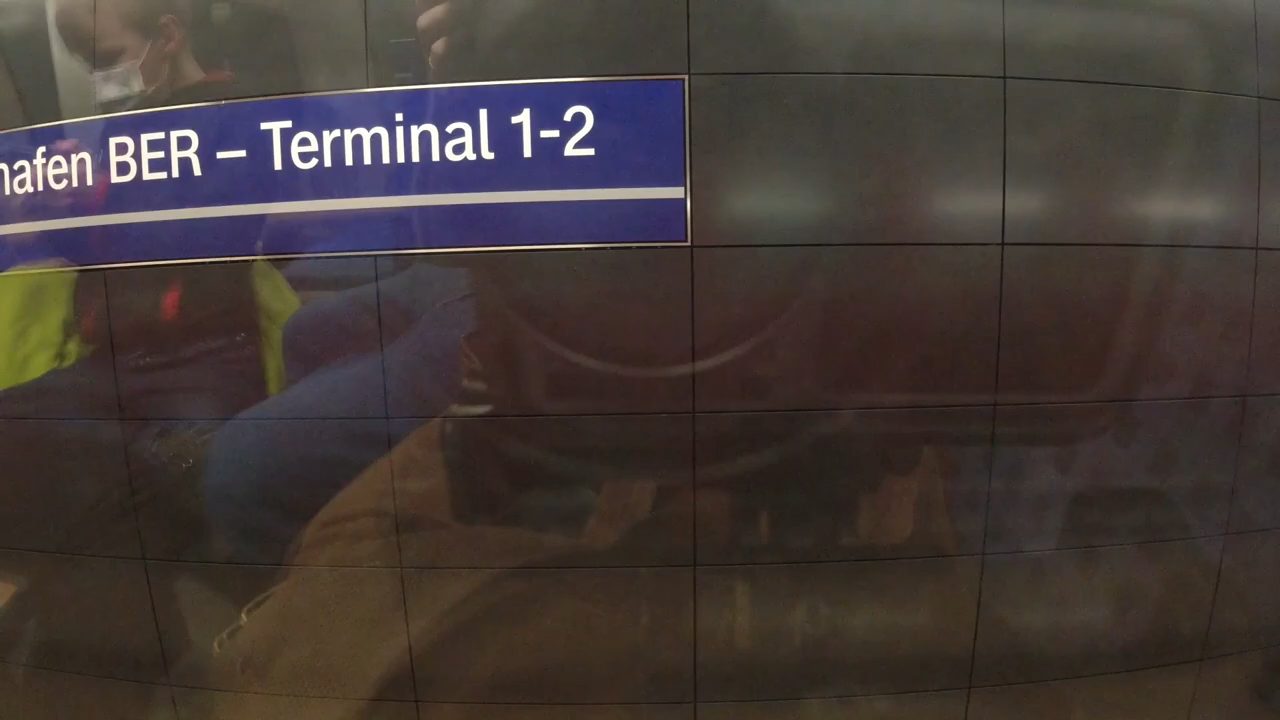 hafen BER – Terminal 1-2